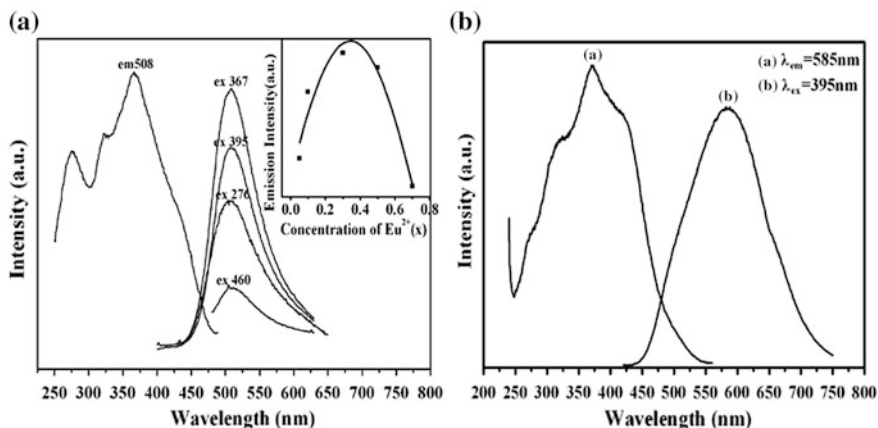 (a)
em508
ex 367
ex 395
ex 276
ex 460
Intensity (a.u.)
250 300 350 400 450 500 550 600 650 700 750 800
Wavelength (nm)
Emission Intensity(a.u.)
0.0 0.2 0.4 0.6 0.8
Concentration of Eu²⁺(x)
(b)
(a)
(b)
(a) λem=585nm
(b) λex=395nm
Intensity (a.u.)
200 250 300 350 400 450 500 550 600 650 700 750 800
Wavelength (nm)